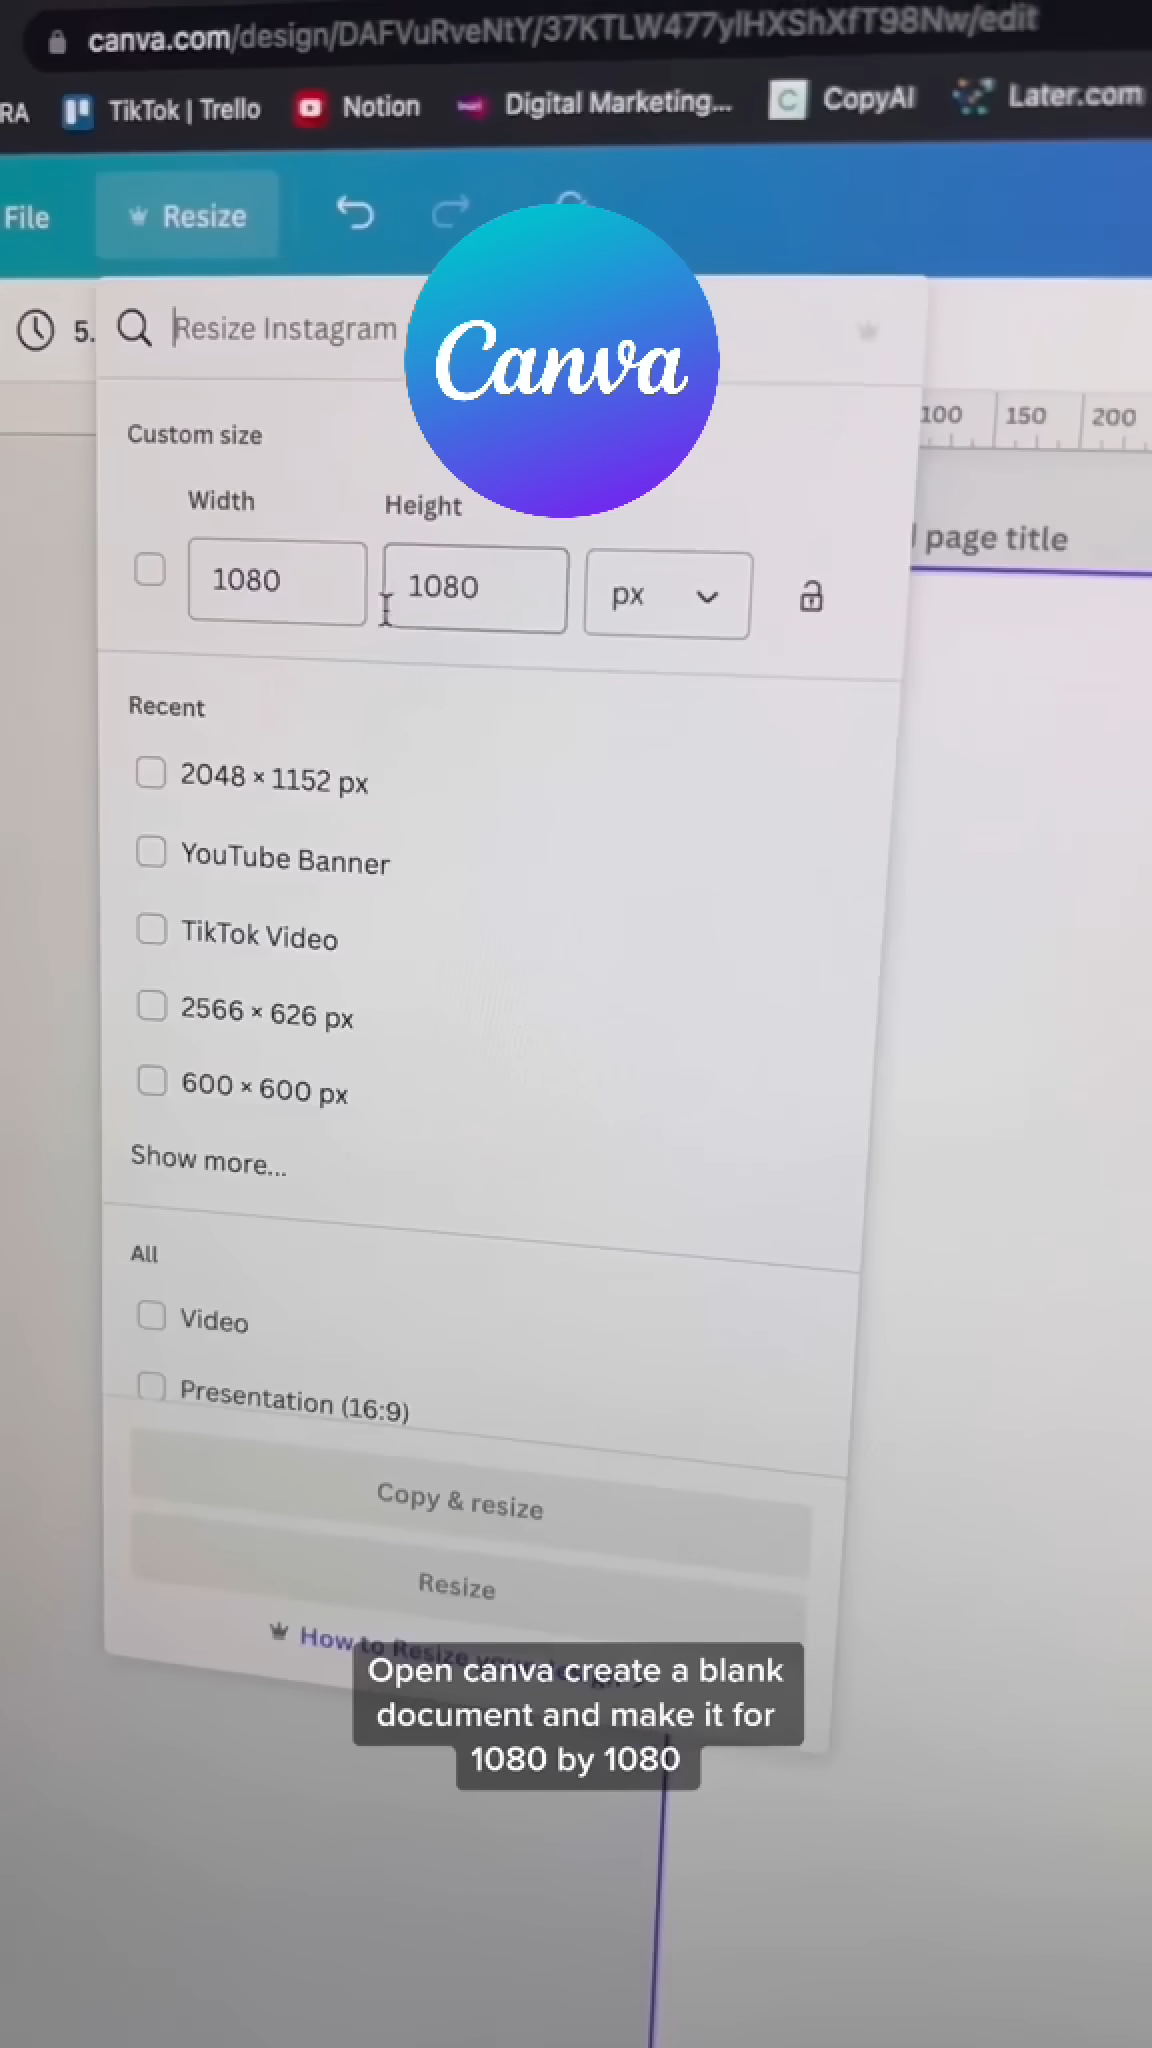 canva.com/design/DAFVuRveNtY/37KTLW477ylHXShXfT98Nw/edit
RA TikTok | Trello Notion Digital Marketing... CopyAI Later.com
File Resize
5. Resize Instagram
Canva
100 150 200
Custom size
Width Height
page title
1080 1080 px
Recent
2048 × 1152 px
YouTube Banner
TikTok Video
2566 × 626 px
600 × 600 px
Show more...
All
Video
Presentation (16:9)
Copy & resize
Resize
How to Resize your design
Open canva create a blank
document and make it for
1080 by 1080